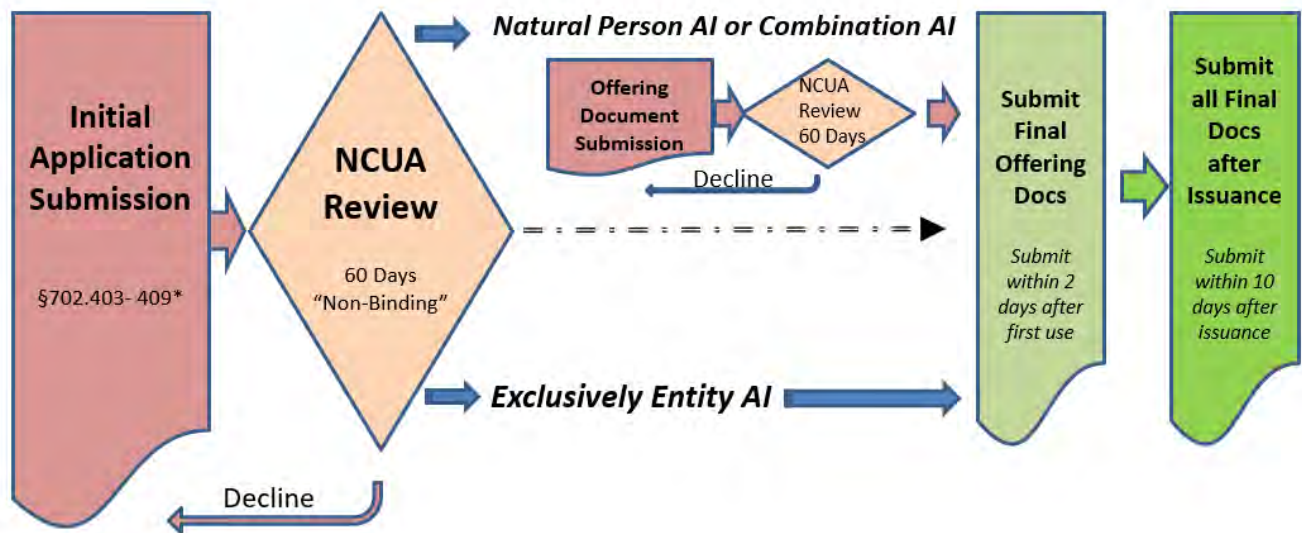 Initial
Application
Submission
§702.403- 409*
NCUA
Review
60 Days
“Non-Binding”
Decline
Natural Person AI or Combination AI
Offering
Document
Submission
NCUA
Review
60 Days
Decline
Exclusively Entity AI
Submit
Final
Offering
Docs
Submit
within 2
days after
first use
Submit
all Final
Docs
after
Issuance
Submit
within 10
days after
issuance